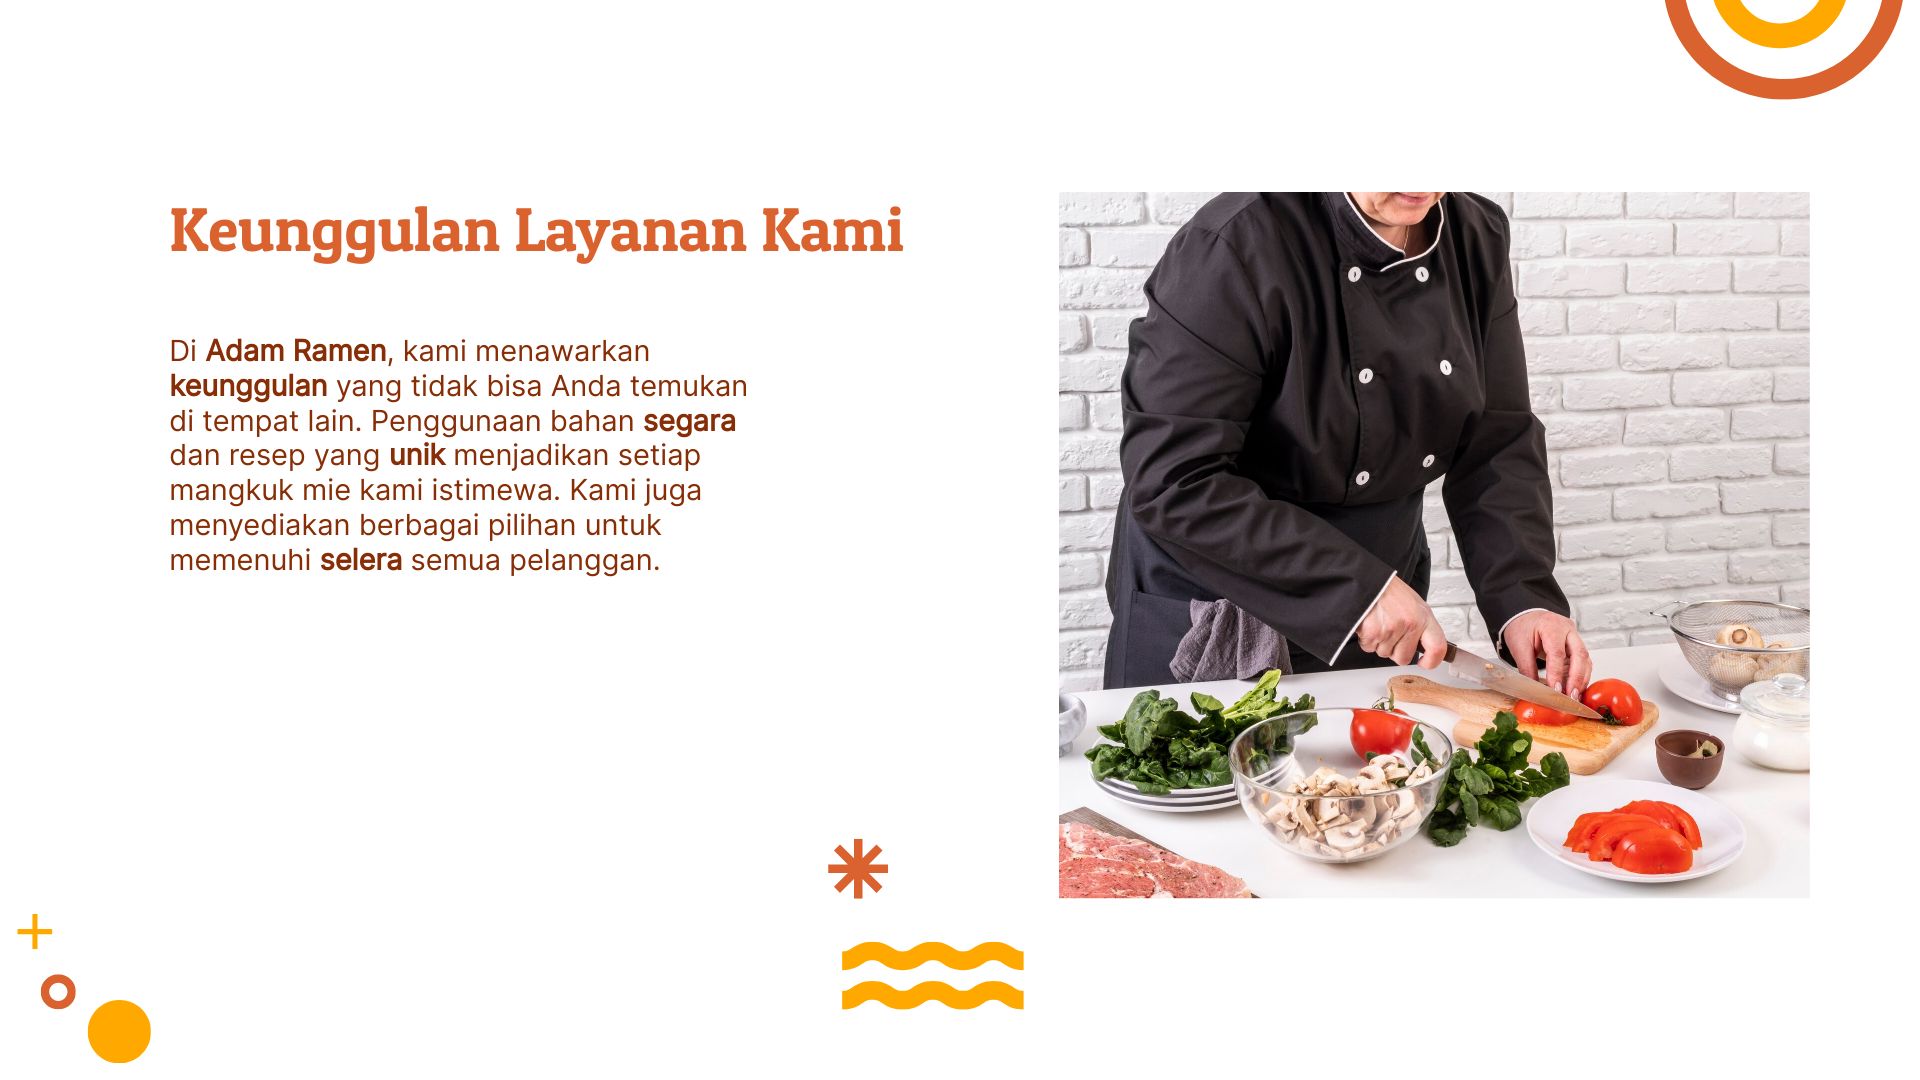 Keunggulan Layanan Kami
Di Adam Ramen, kami menawarkan
keunggulan yang tidak bisa Anda temukan
di tempat lain. Penggunaan bahan segara
dan resep yang unik menjadikan setiap
mangkuk mie kami istimewa. Kami juga
menyediakan berbagai pilihan untuk
memenuhi selera semua pelanggan.